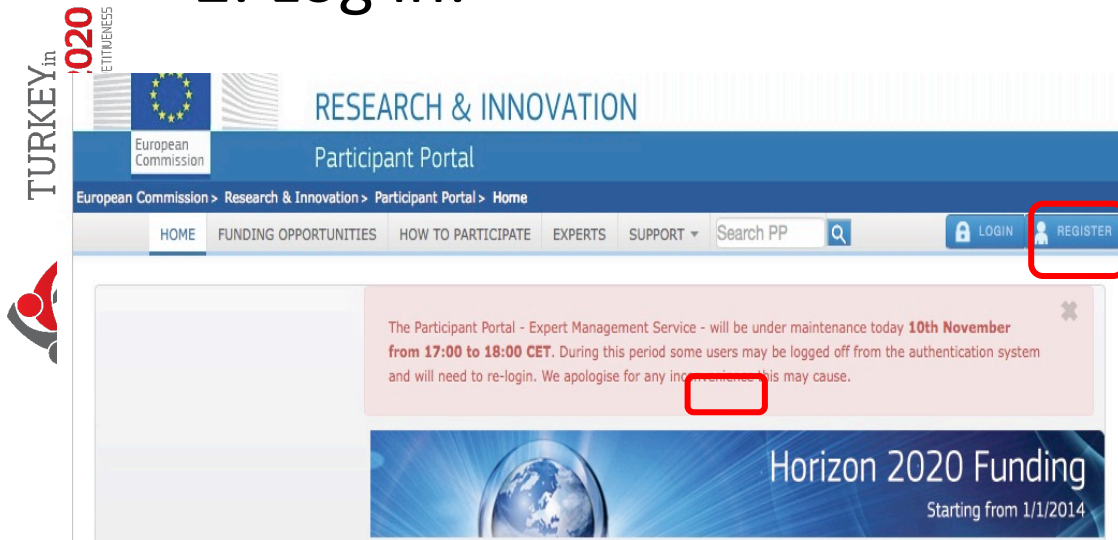 Log in.
TURKEY in
2020
RESEARCH & INNOVATION
European
Commission
Participant Portal
European Commission > Research & Innovation > Participant Portal > Home
HOME FUNDING OPPORTUNITIES HOW TO PARTICIPATE EXPERTS SUPPORT Search PP LOGIN REGISTER
The Participant Portal - Expert Management Service - will be under maintenance today 10th November
from 17:00 to 18:00 CET. During this period some users may be logged off from the authentication system
and will need to re-login. We apologise for any inconvenience this may cause.
Horizon 2020 Funding
Starting from 1/1/2014